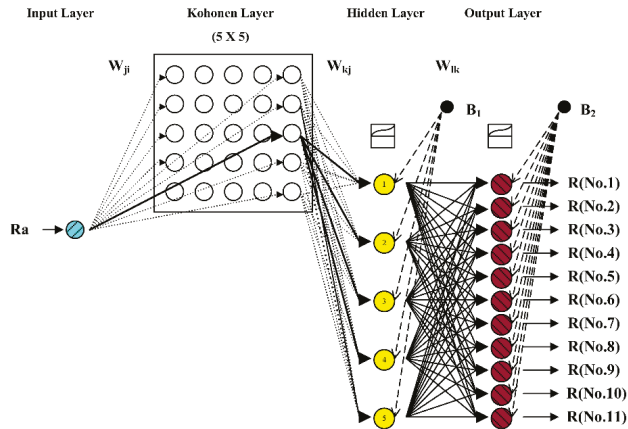 Input Layer
Kohonen Layer
Hidden Layer
Output Layer
(5 X 5)
Wji
Wkj
Wlk
B1
B2
Ra
1
2
3
4
5
R(No.1)
R(No.2)
R(No.3)
R(No.4)
R(No.5)
R(No.6)
R(No.7)
R(No.8)
R(No.9)
R(No.10)
R(No.11)